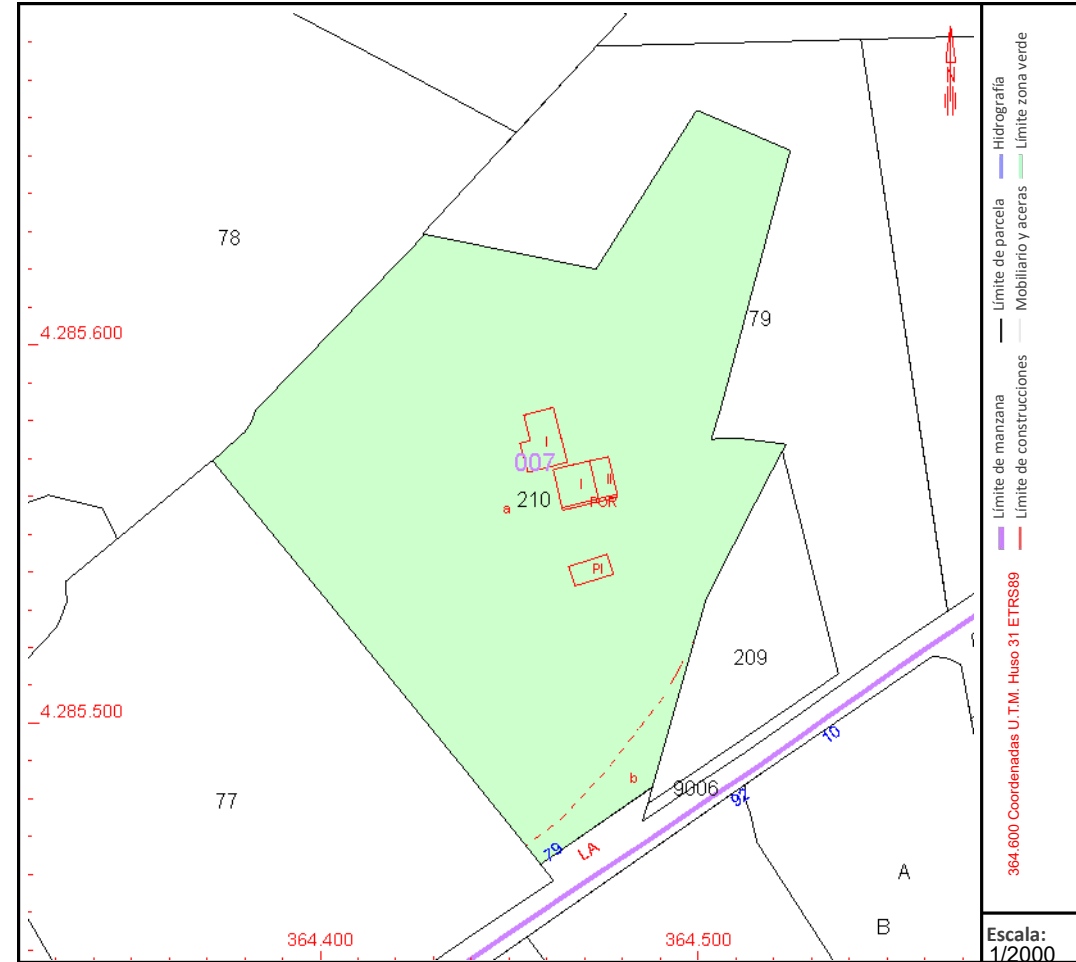 78
79
4.285.600
I
007
I
II
210
a
POR
PI
209
4.285.500
10
b
9006
92
77
79
LA
A
B
364.400
364.500
N
Hidrografía
Límite zona verde
Límite de parcela
Mobiliario y aceras
Límite de manzana
Límite de construcciones
364.600 Coordenadas U.T.M. Huso 31 ETRS89
Escala:
1/2000